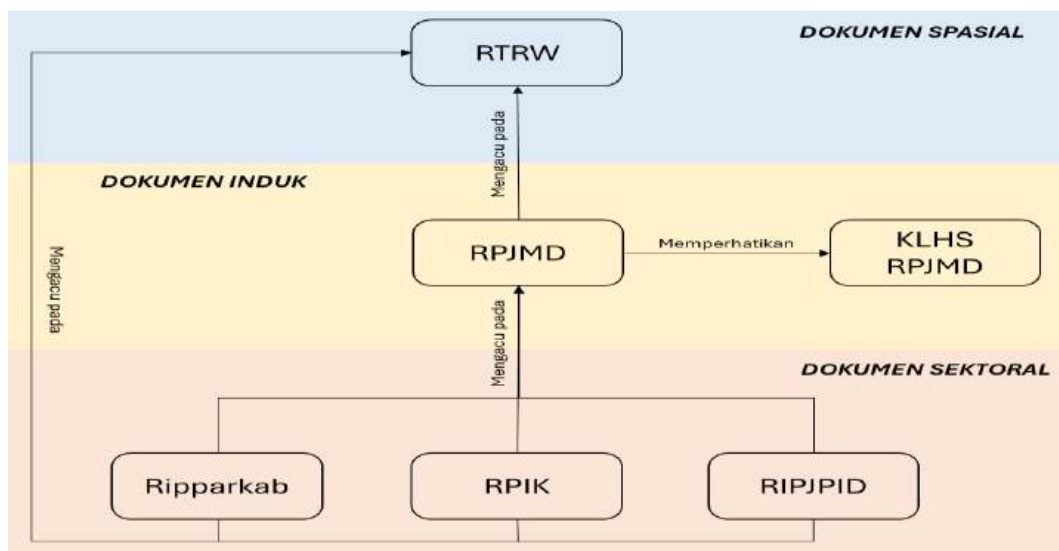 DOKUMEN SPASIAL
RTRW
Mengacu pada
DOKUMEN INDUK
RPJMD
Memperhatikan
KLHS
RPJMD
Mengacu pada
Mengacu pada
DOKUMEN SEKTORAL
Ripparkab
RPIK
RIPJPID